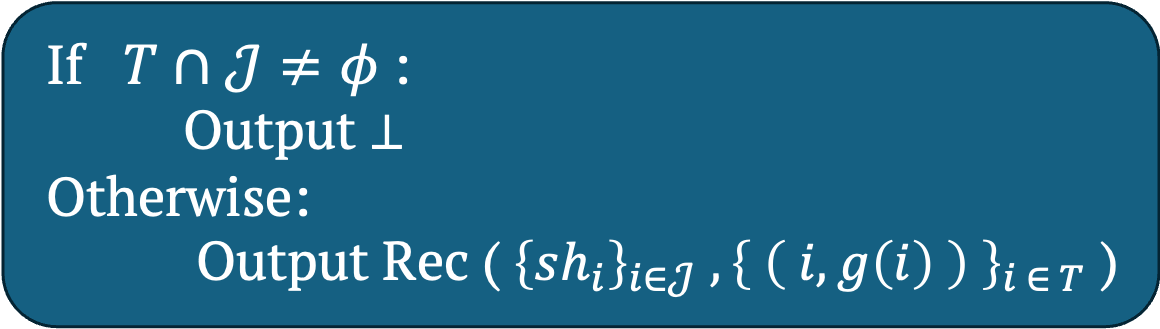 If T ∩ 𝒥 ≠ ϕ :
Output ⊥
Otherwise:
Output Rec ( {sh_i}_{i∈𝒥} , { ( i, g(i) ) }_{i ∈ T} )